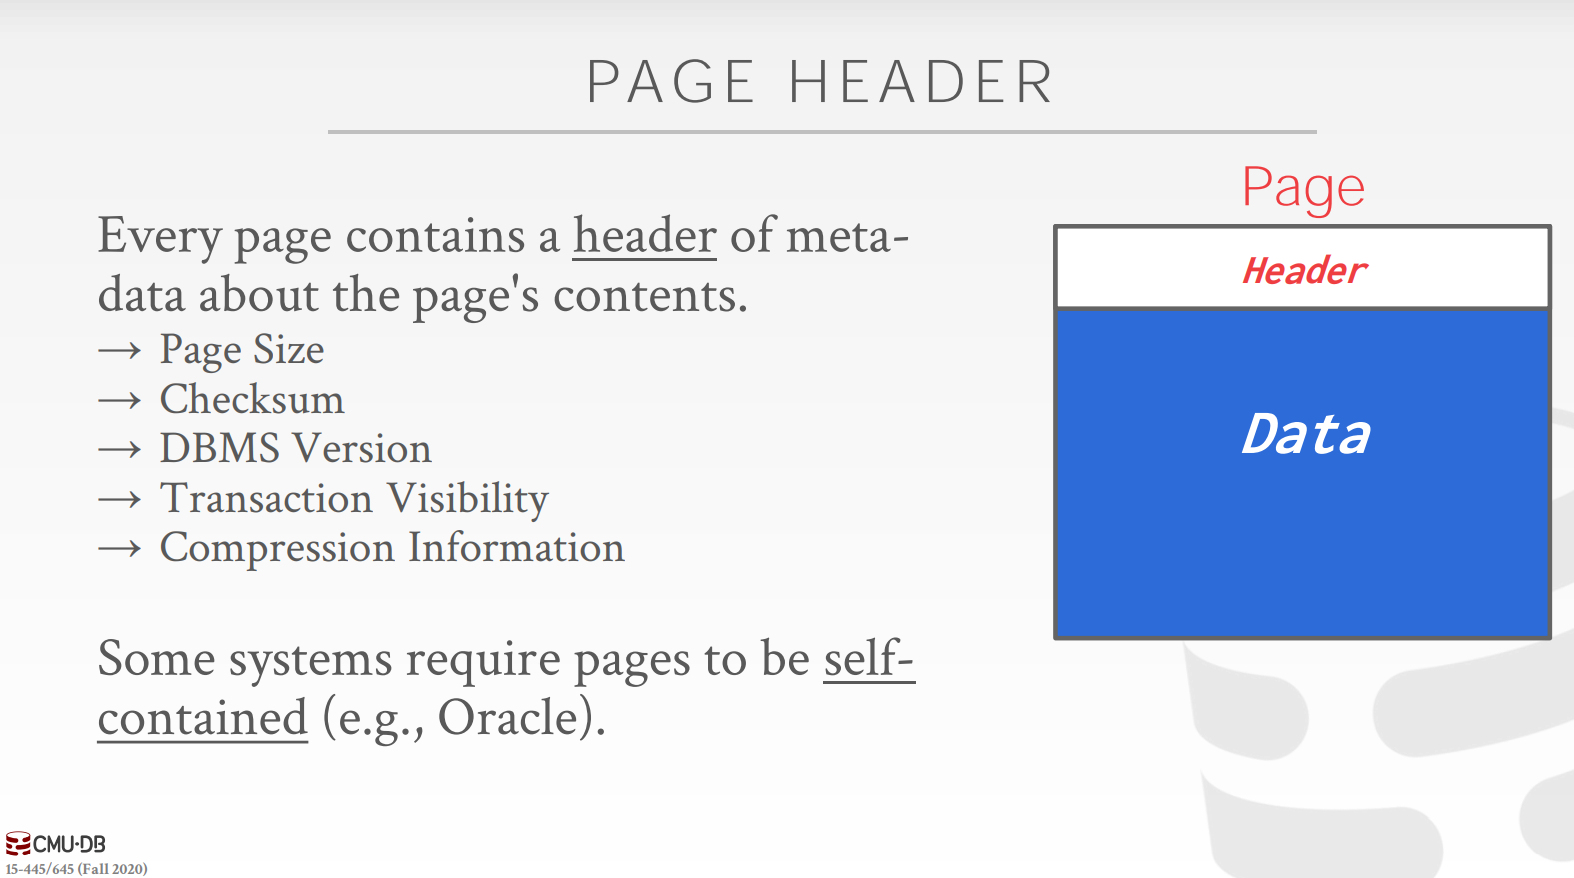 PAGE HEADER
Every page contains a header of meta-
data about the page's contents.
→ Page Size
→ Checksum
→ DBMS Version
→ Transaction Visibility
→ Compression Information
Some systems require pages to be self-
contained (e.g., Oracle).
Page
Header
Data
CMU·DB
15-445/645 (Fall 2020)